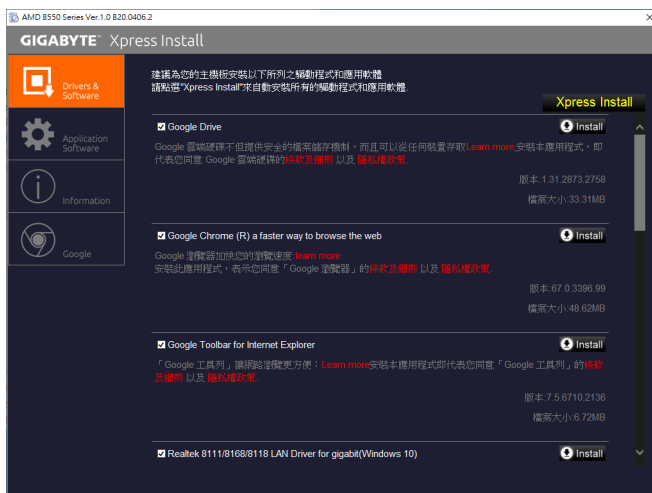 AMD B550 Series Ver.1.0 B20.0406.2
GIGABYTE™ Xpress Install
Drivers &
Software
Application
Software
Information
Google
建議為您的主機板安裝以下所列之驅動程式和應用軟體
請點選"Xpress Install"來自動安裝所有的驅動程式和應用軟體.
Xpress Install
Google Drive
Install
Google 雲端硬碟不但提供安全的檔案儲存機制，而且可以從任何裝置存取Learn more,安裝本應用程式，即
代表您同意 Google 雲端硬碟的條款及細則 以及 隱私權政策.
版本:1.31.2873.2758
檔案大小:33.31MB
Google Chrome (R) a faster way to browse the web
Install
Google 瀏覽器加快您的瀏覽速度.learn more
安裝此應用程式，表示您同意「Google 瀏覽器」的條款及細則 以及 隱私權政策.
版本:67.0.3396.99
檔案大小:48.62MB
Google Toolbar for Internet Explorer
Install
「Google 工具列」讓網路瀏覽更方便：Learn more安裝本應用程式即代表您同意「Google 工具列」的條款
及細則 以及 隱私權政策.
版本:7.5.6710.2136
檔案大小:6.72MB
Realtek 8111/8168/8118 LAN Driver for gigabit(Windows 10)
Install